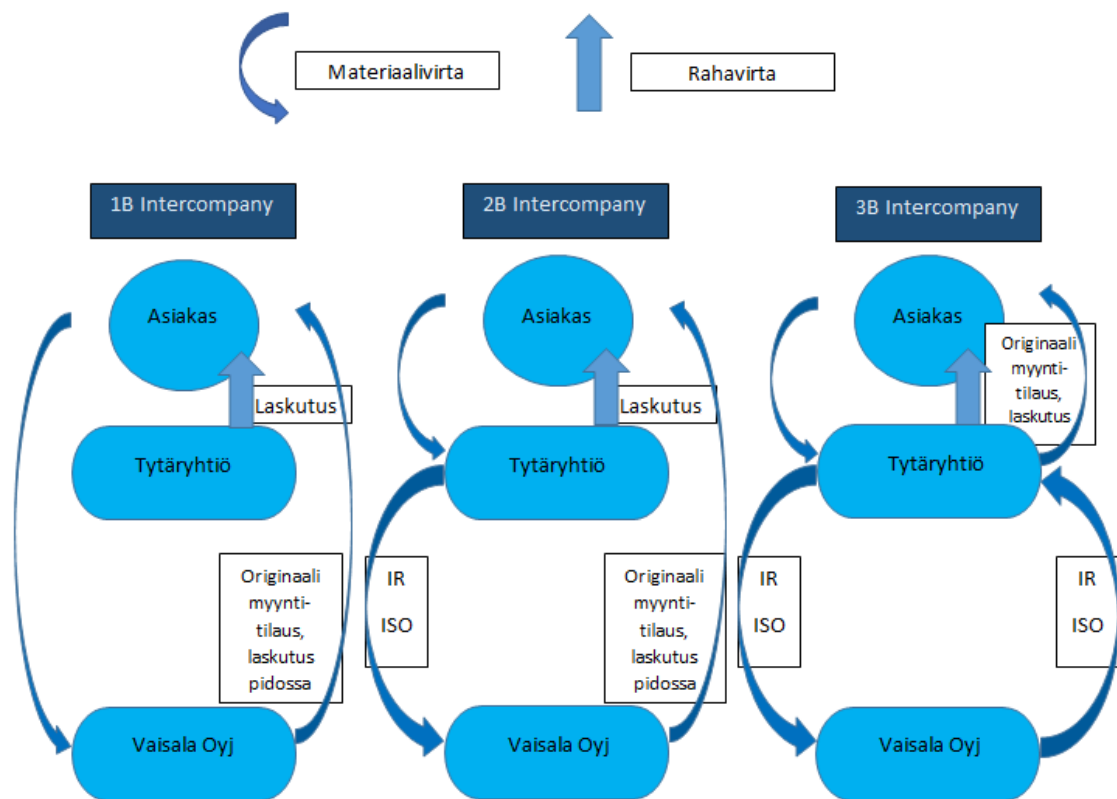 Materiaalivirta
Rahavirta
1B Intercompany
Asiakas
Laskutus
Tytäryhtiö
Originaali
myynti-
tilaus,
laskutus
pidossa
Vaisala Oyj
2B Intercompany
Asiakas
Laskutus
Tytäryhtiö
IR
ISO
Originaali
myynti-
tilaus,
laskutus
pidossa
Vaisala Oyj
3B Intercompany
Asiakas
Originaali
myynti-
tilaus,
laskutus
Tytäryhtiö
IR
ISO
IR
ISO
Vaisala Oyj